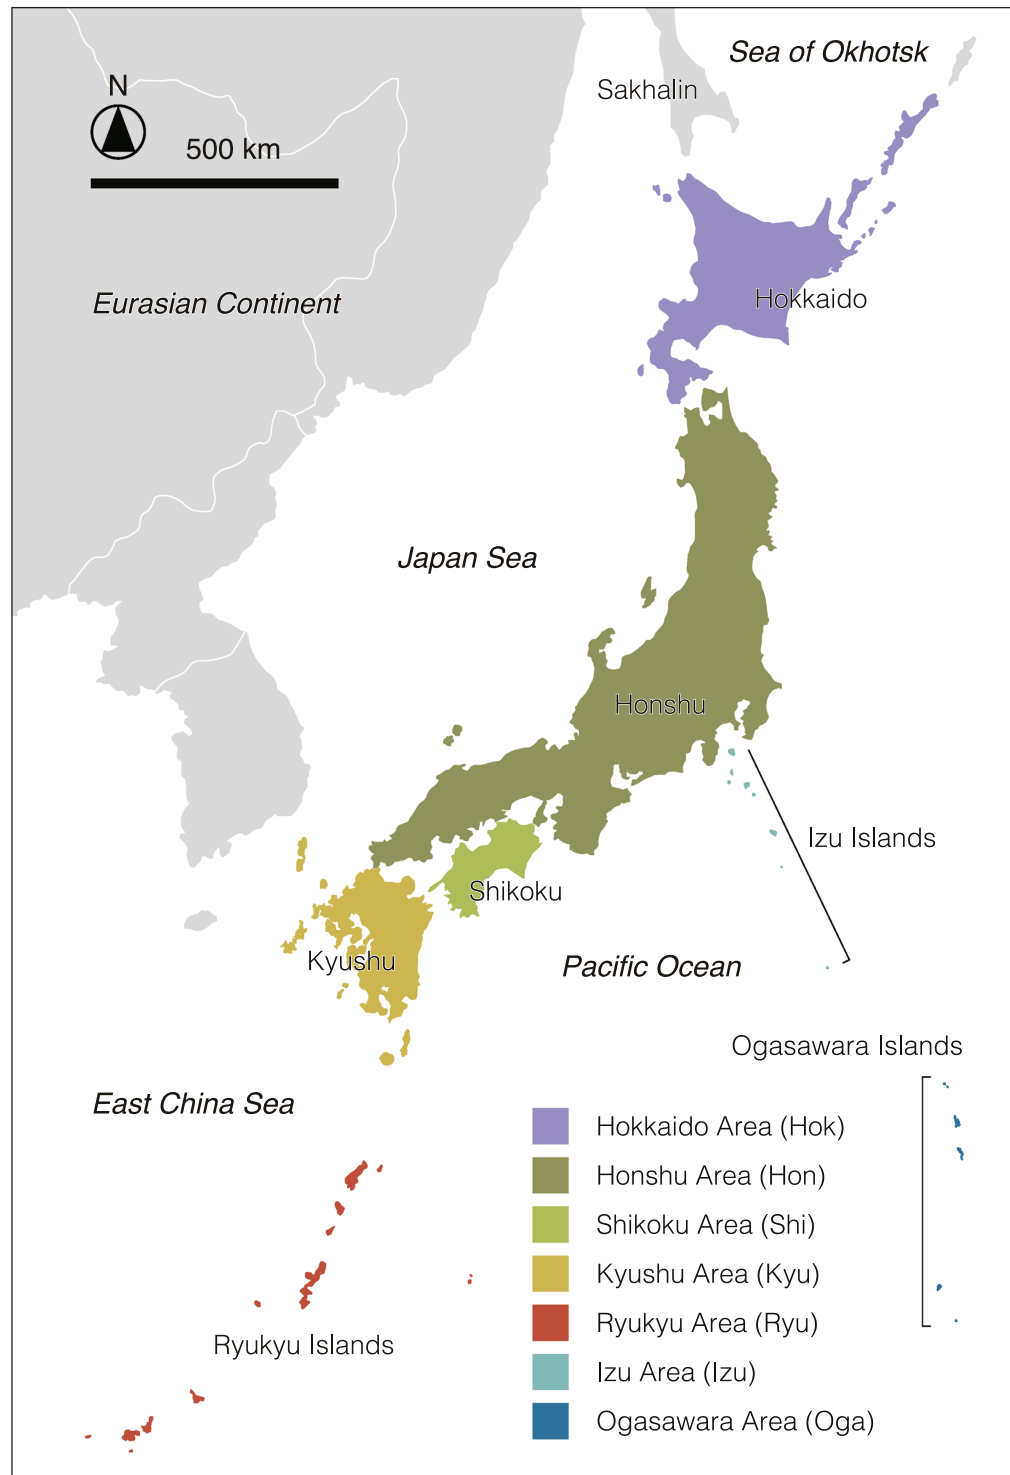 Sea of Okhotsk
Sakhalin
N
500 km
Eurasian Continent
Hokkaido
Japan Sea
Honshu
Izu Islands
Shikoku
Kyushu
Pacific Ocean
Ogasawara Islands
East China Sea
Hokkaido Area (Hok)
Honshu Area (Hon)
Shikoku Area (Shi)
Kyushu Area (Kyu)
Ryukyu Area (Ryu)
Ryukyu Islands
Izu Area (Izu)
Ogasawara Area (Oga)